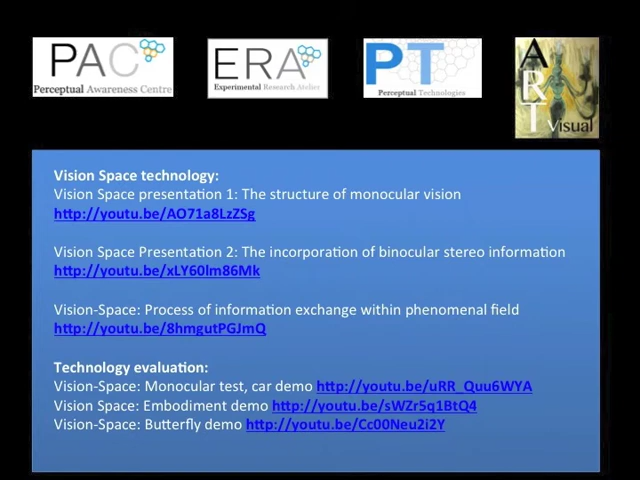 PAC
Perceptual Awareness Centre
ERA
Experimental Research Atelier
PT
Perceptual Technologies
ART
Visual
Vision Space technology:
Vision Space presentation 1: The structure of monocular vision
http://youtu.be/AO71a8LzZSg
Vision Space Presentation 2: The incorporation of binocular stereo information
http://youtu.be/xLY60lm86Mk
Vision-Space: Process of information exchange within phenomenal field
http://youtu.be/8hmgutPGJmQ
Technology evaluation:
Vision-Space: Monocular test, car demo http://youtu.be/uRR_Quu6WYA
Vision Space: Embodiment demo http://youtu.be/sWZr5q1BtQ4
Vision-Space: Butterfly demo http://youtu.be/Cc00Neu2i2Y